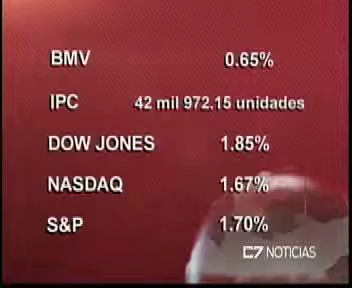 BMV 0.65%
IPC 42 mil 972.15 unidades
DOW JONES 1.85%
NASDAQ 1.67%
S&P 1.70%
C7 NOTICIAS